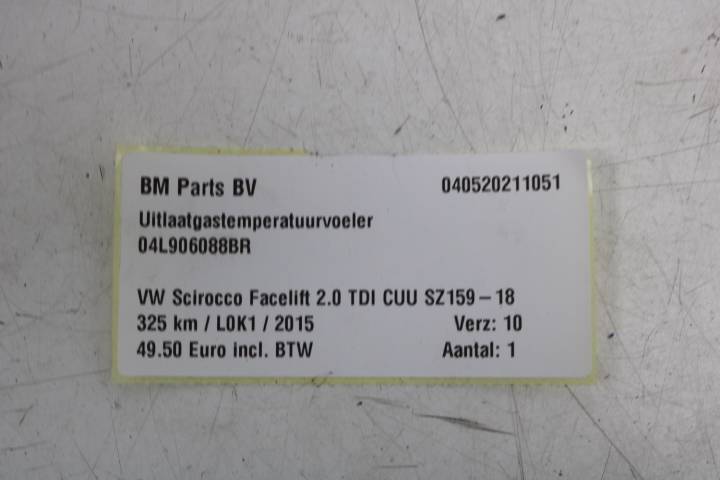 BM Parts BV 040520211051
Uitlaatgastemperatuurvoeler
04L906088BR
VW Scirocco Facelift 2.0 TDI CUU SZ159 – 18
325 km / L0K1 / 2015 Verz: 10
49.50 Euro incl. BTW Aantal: 1